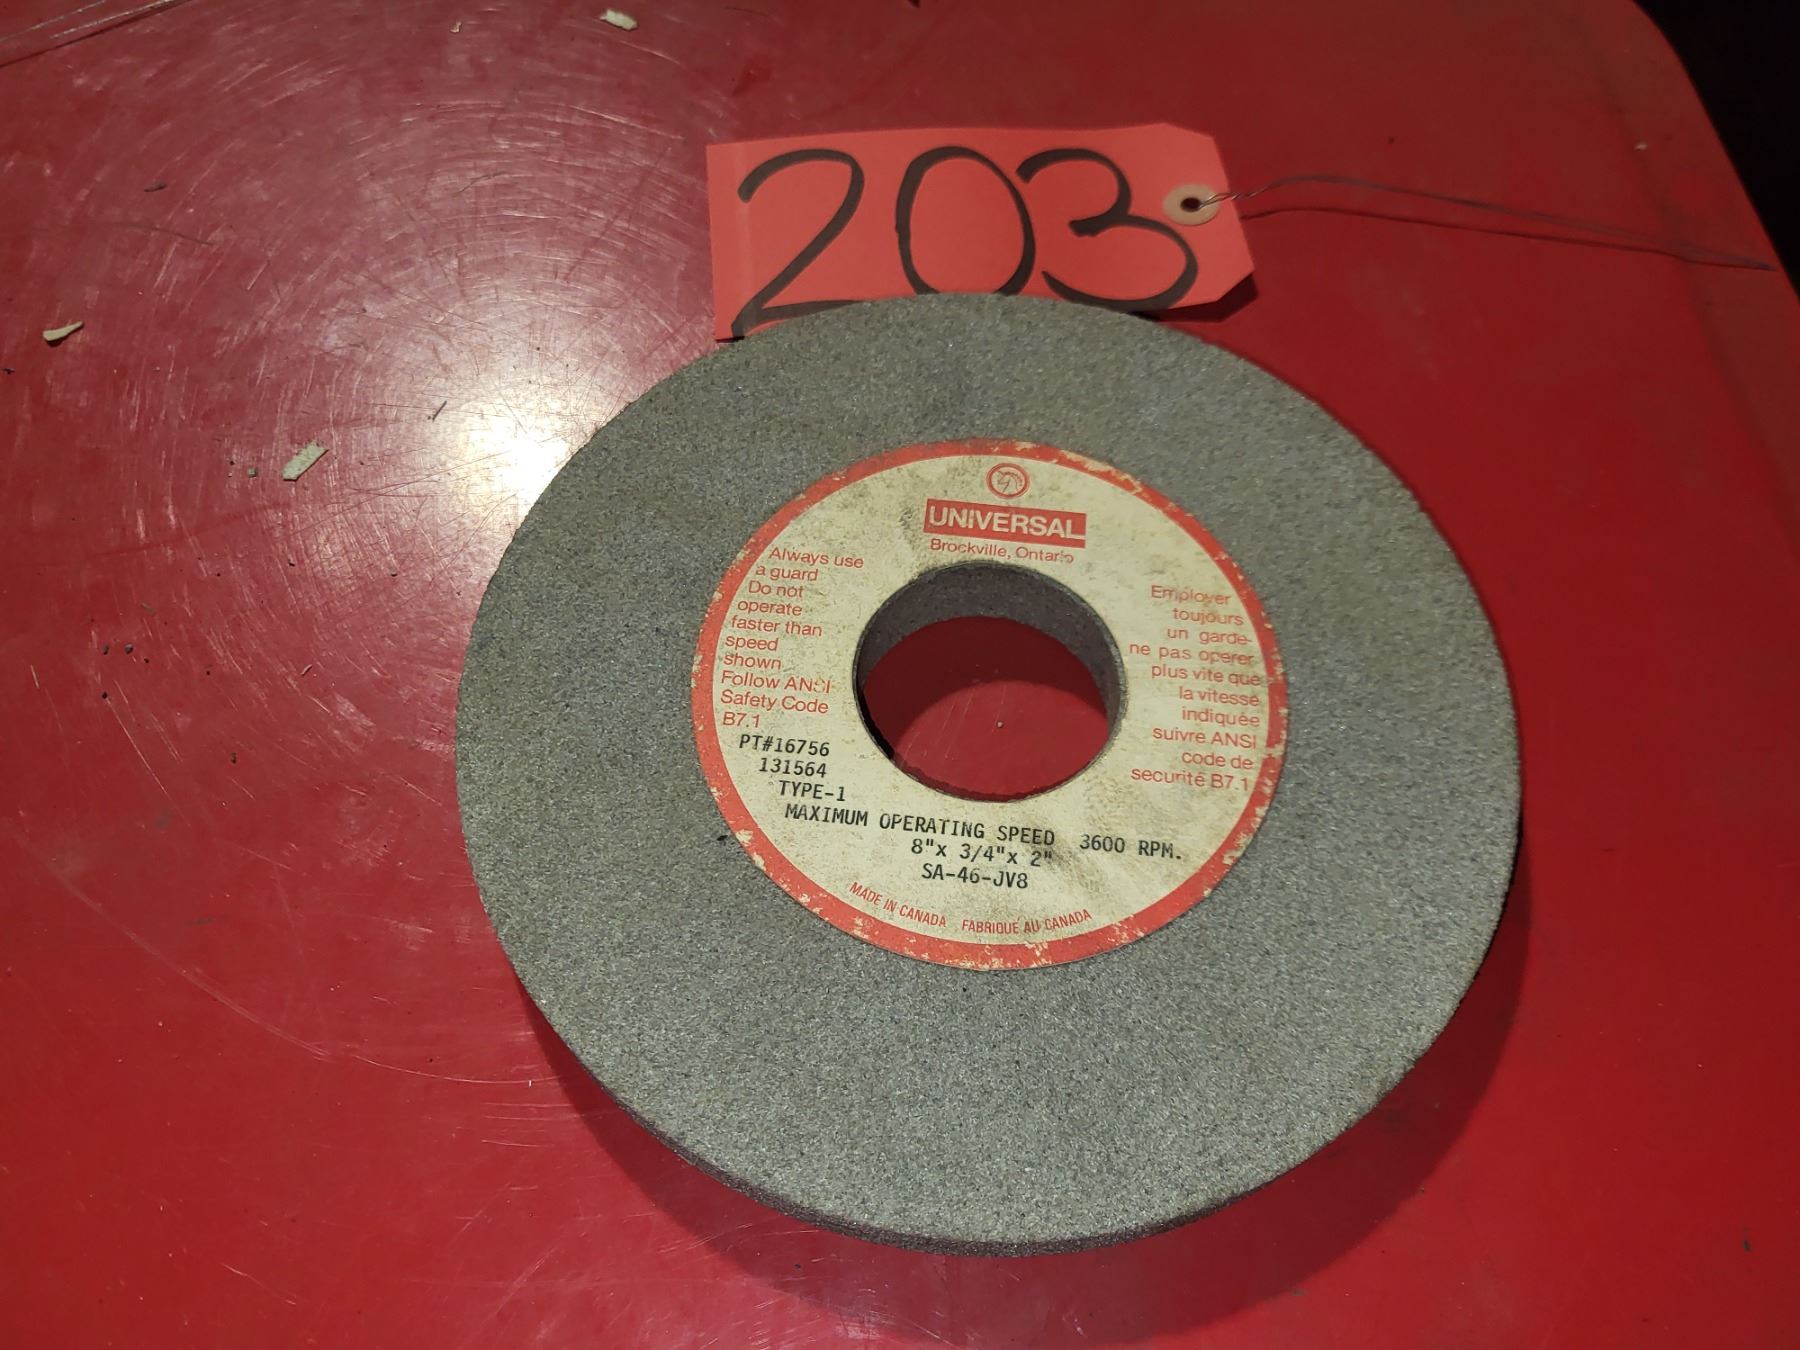 203
UNIVERSAL
Brockville, Ontario
Always use
a guard
Do not
operate
faster than
speed
shown
Follow ANSI
Safety Code
B7.1
Employer
toujours
un garde-
ne pas operer
plus vite que
la vitesse
indiquée
suivre ANSI
code de
securité B7.1
PT#16756
131564
TYPE-1
MAXIMUM OPERATING SPEED 3600 RPM.
8"x 3/4"x 2"
SA-46-JV8
MADE IN CANADA FABRIQUE AU CANADA